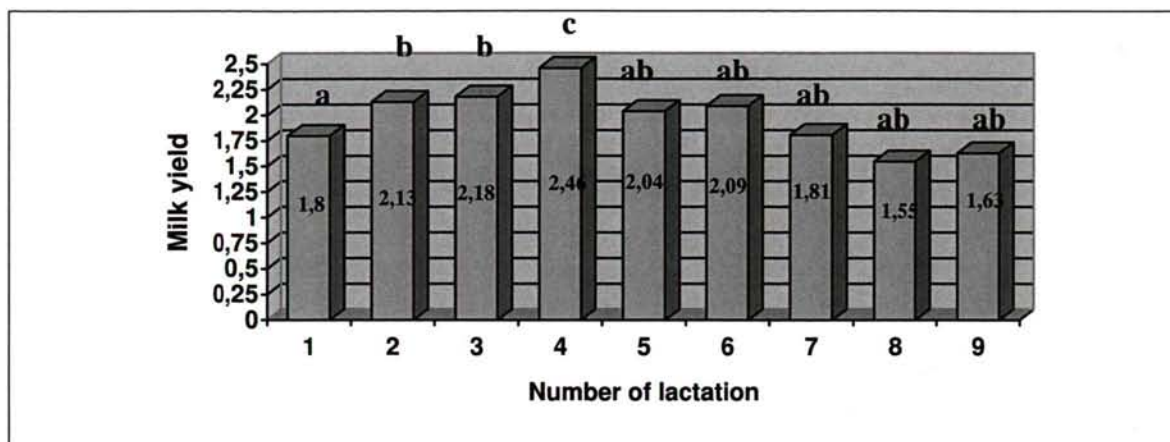 c
b b
ab ab
a ab
ab ab
Milk yield
2,5
2,25
2
1,75
1,5
1,25
1
0,75
0,5
0,25
0
1,8 2,13 2,18 2,46 2,04 2,09 1,81 1,55 1,63
1 2 3 4 5 6 7 8 9
Number of lactation